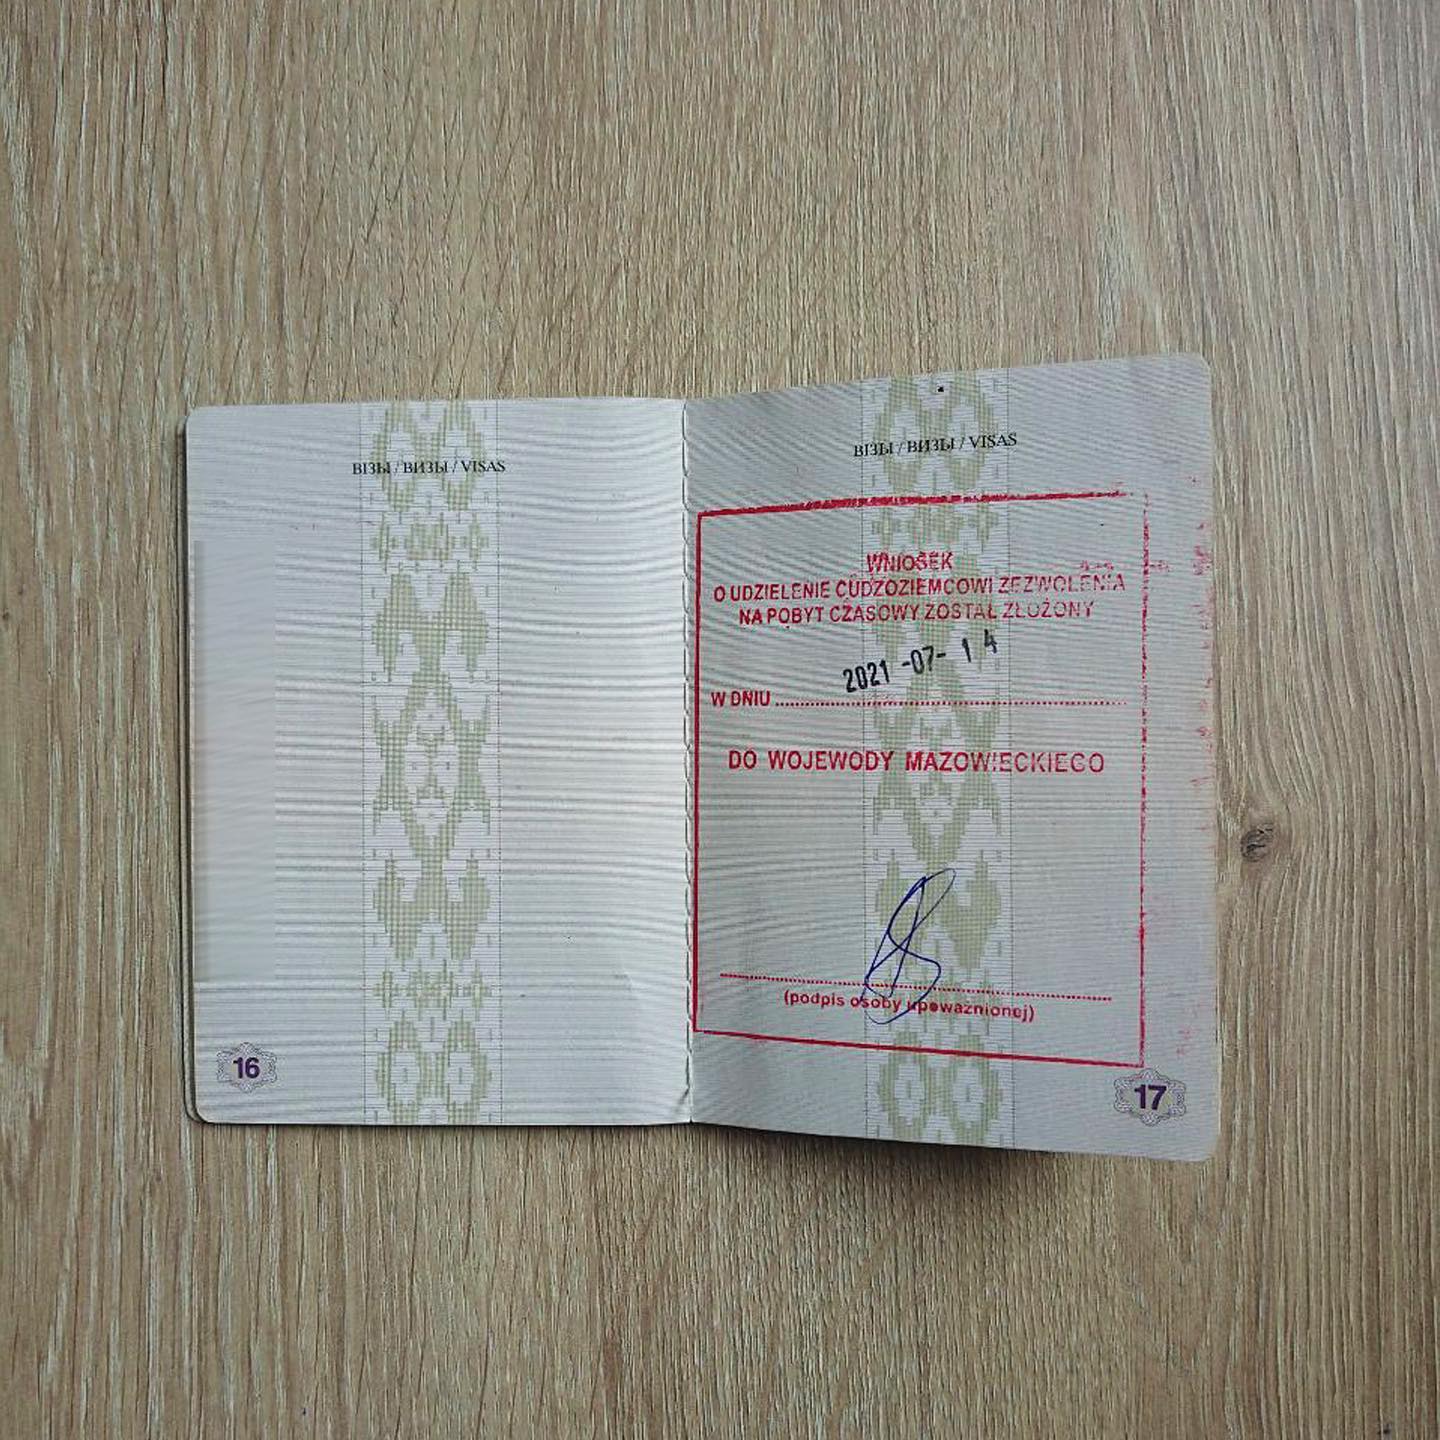 ВІЗЫ / ВИЗЫ / VISAS
16
ВІЗЫ / ВИЗЫ / VISAS
WNIOSEK
O UDZIELENIE CUDZOZIEMCOWI ZEZWOLENIA
NA POBYT CZASOWY ZOSTAŁ ZŁOŻONY
2021 -07- 14
W DNIU
DO WOJEWODY MAZOWIECKIEGO
(podpis osoby upoważnionej)
17